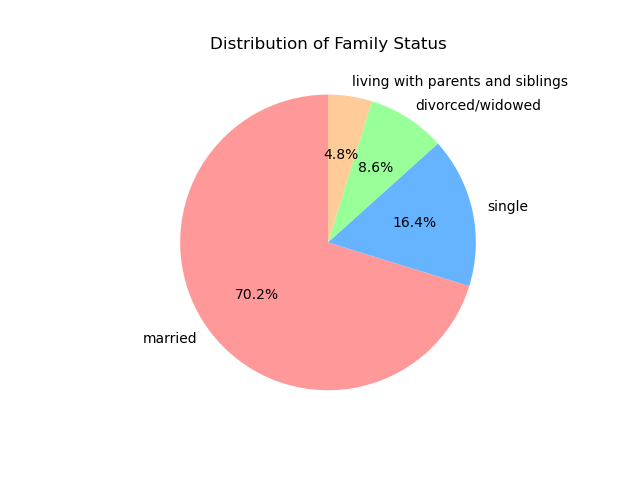 Distribution of Family Status
living with parents and siblings
divorced/widowed
4.8%
8.6%
single
16.4%
70.2%
married